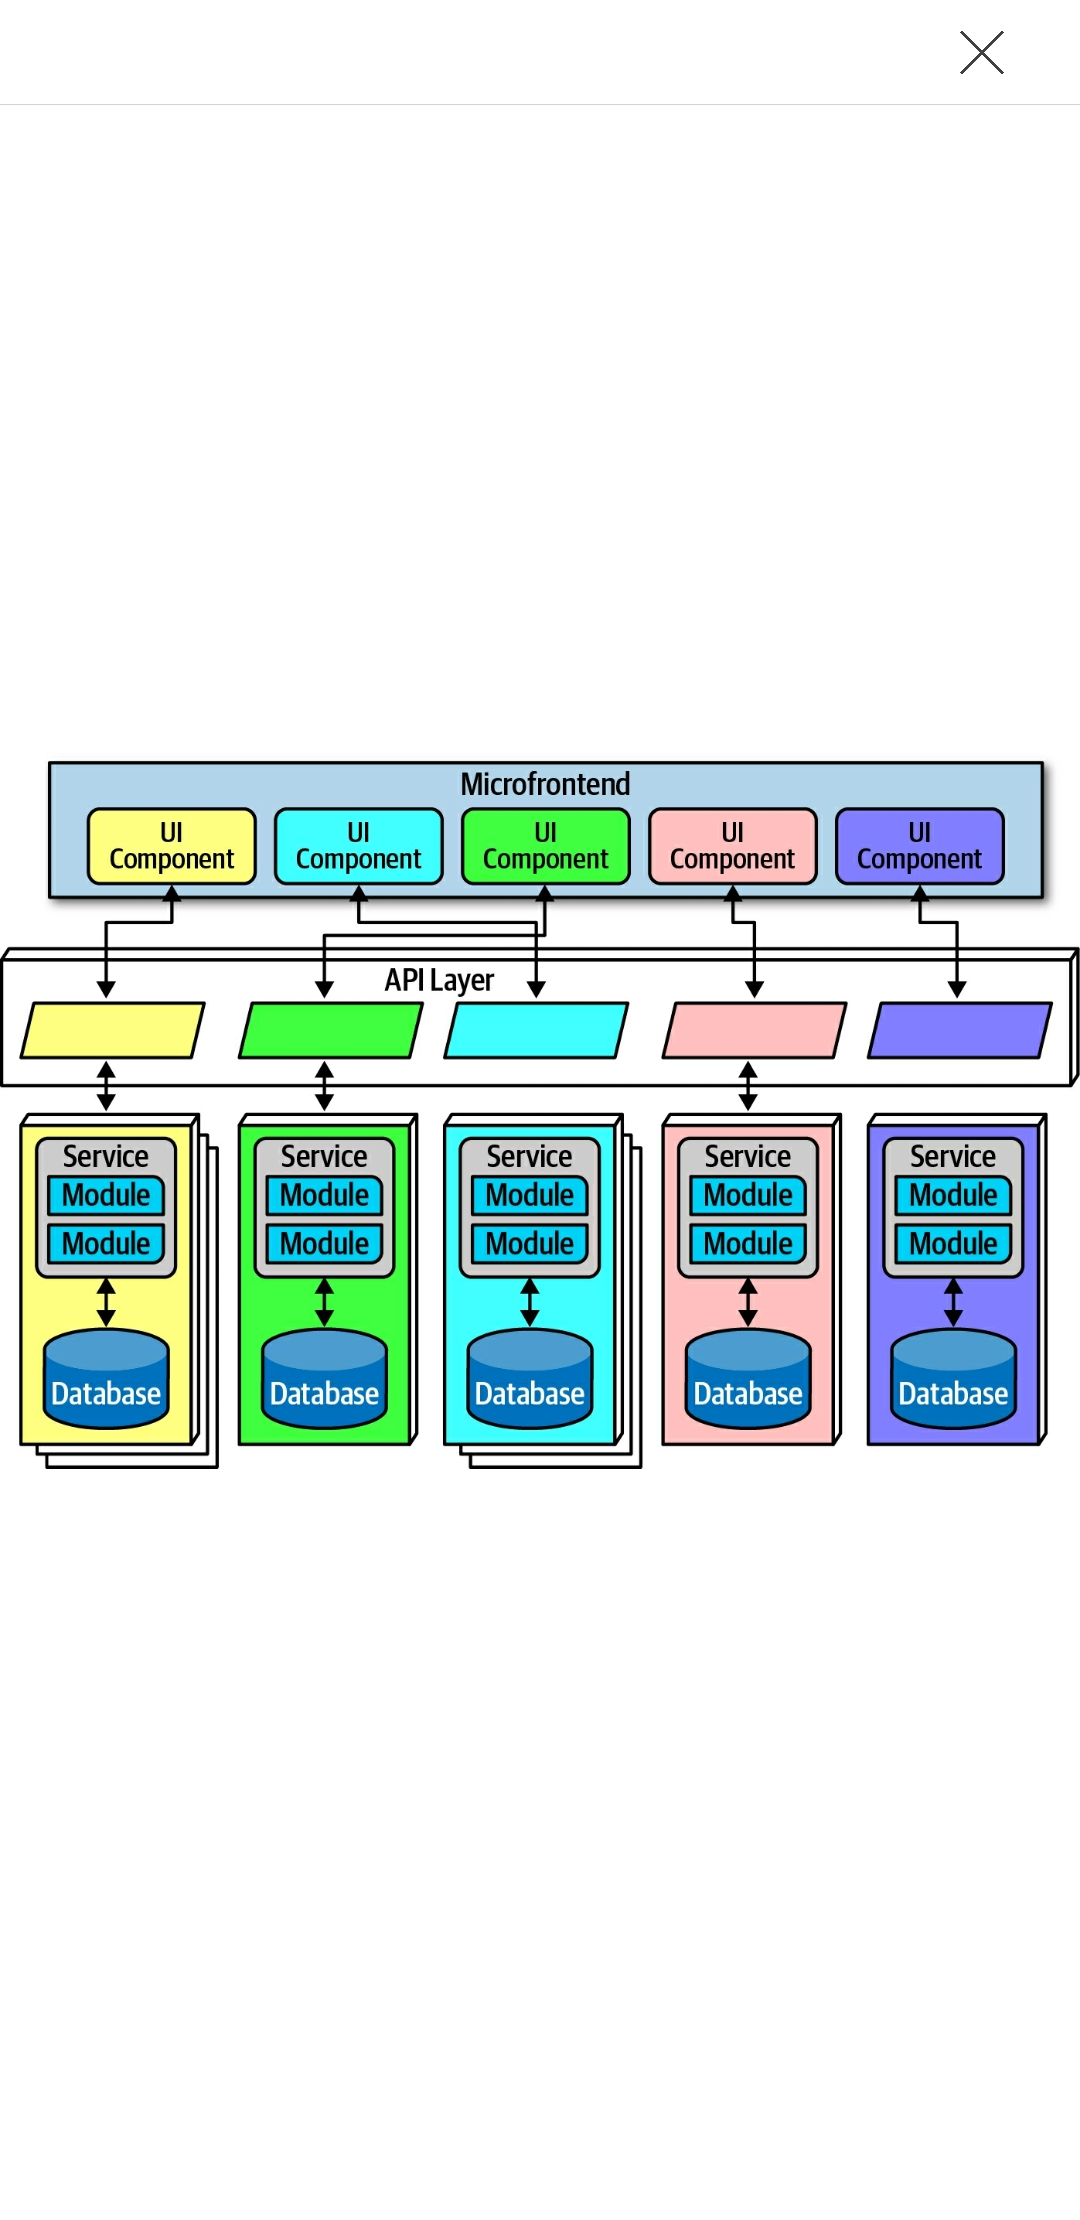 Microfrontend
UI
Component
UI
Component
UI
Component
UI
Component
UI
Component
API Layer
Service
Module
Module
Database
Service
Module
Module
Database
Service
Module
Module
Database
Service
Module
Module
Database
Service
Module
Module
Database